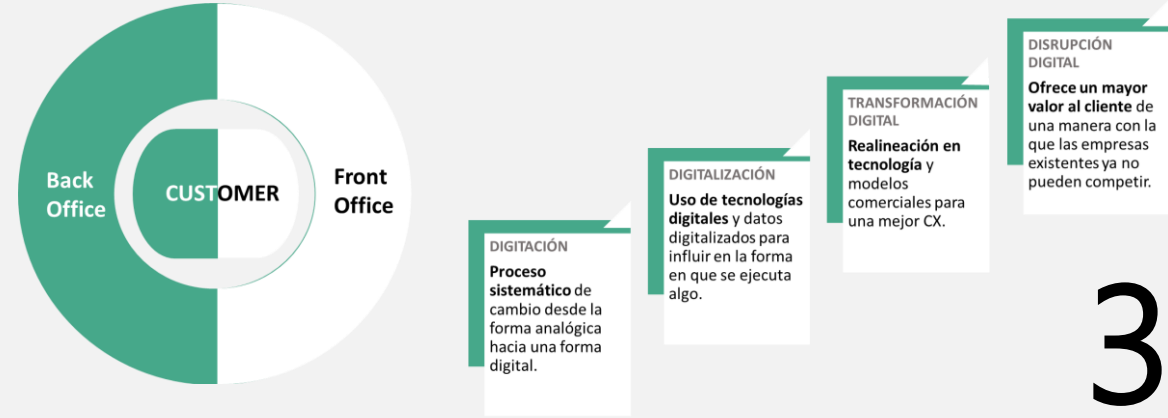 Back
Office
CUSTOMER
Front
Office
DIGITACIÓN
Proceso
sistemático de
cambio desde la
forma analógica
hacia una forma
digital.
DIGITALIZACIÓN
Uso de tecnologías
digitales y datos
digitalizados para
influir en la forma
en que se ejecuta
algo.
TRANSFORMACIÓN
DIGITAL
Realineación en
tecnología y
modelos
comerciales para
una mejor CX.
DISRUPCIÓN
DIGITAL
Ofrece un mayor
valor al cliente de
una manera con la
que las empresas
existentes ya no
pueden competir.
3